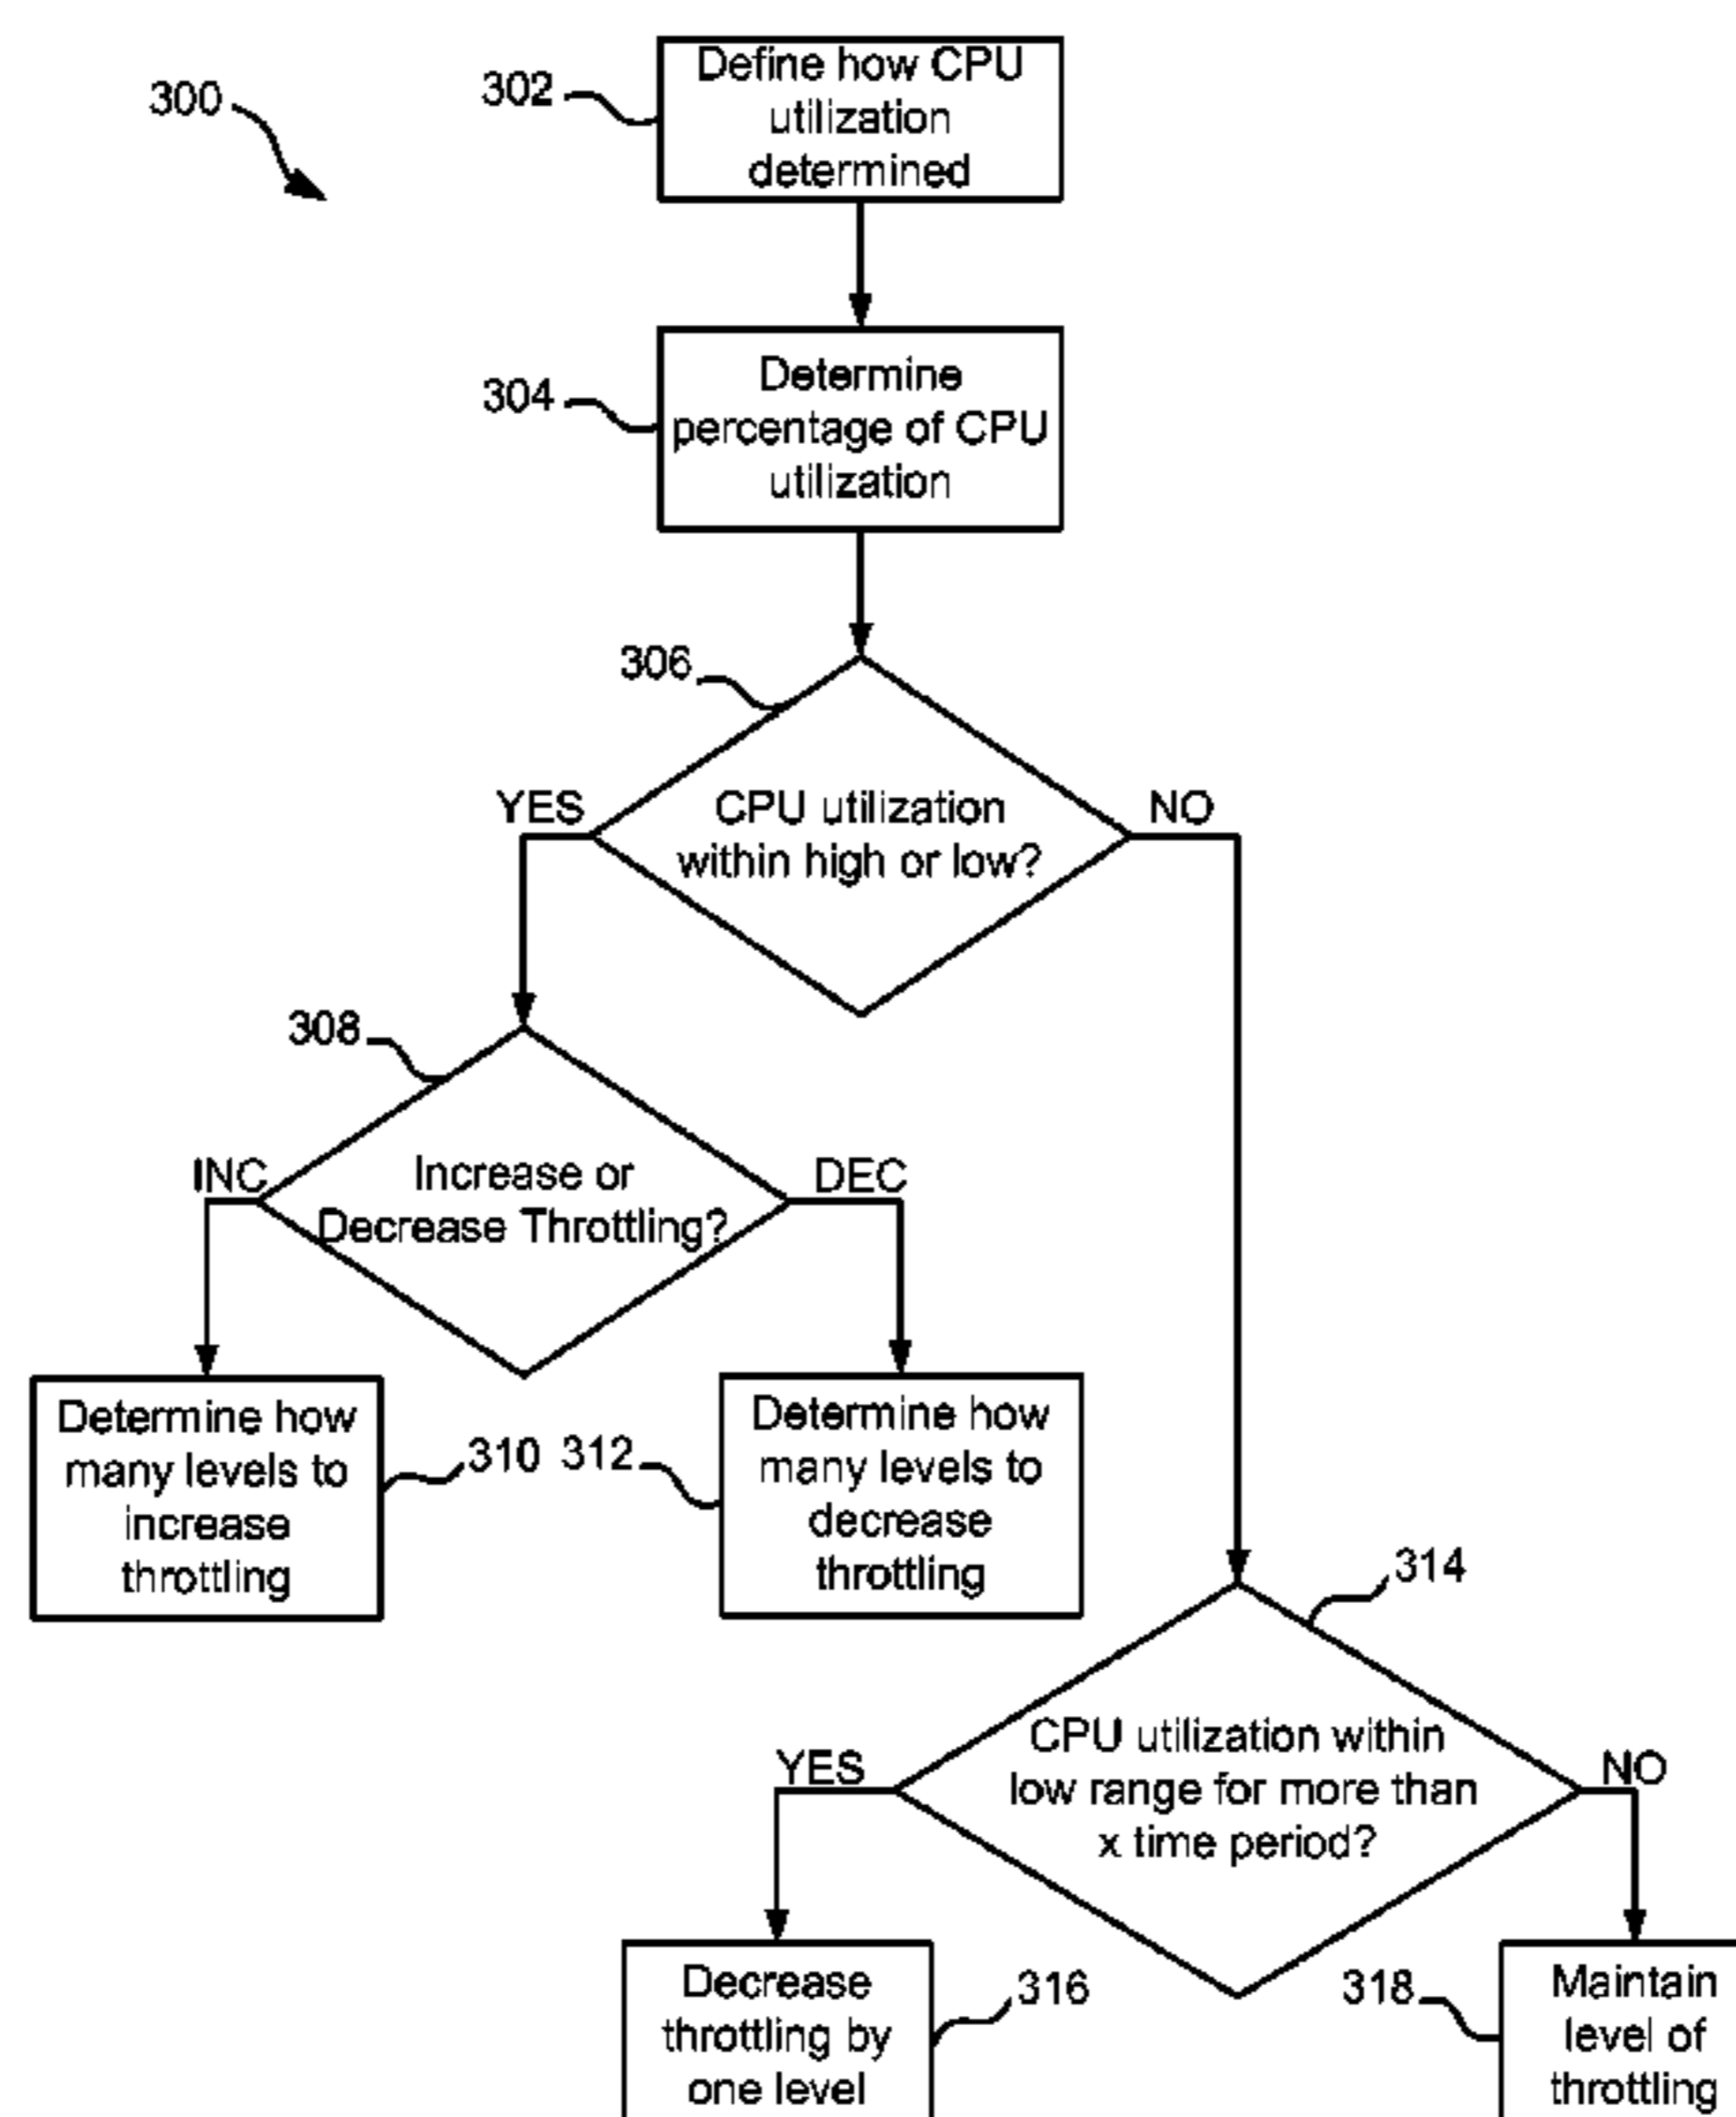 300
302
Define how CPU
utilization
determined
304
Determine
percentage of CPU
utilization
306
YES
CPU utilization
within high or low?
NO
308
INC
Increase or
Decrease Throttling?
DEC
Determine how
many levels to
increase
throttling
310
312
Determine how
many levels to
decrease
throttling
314
YES
CPU utilization within
low range for more than
x time period?
NO
Decrease
throttling by
one level
316
318
Maintain
level of
throttling